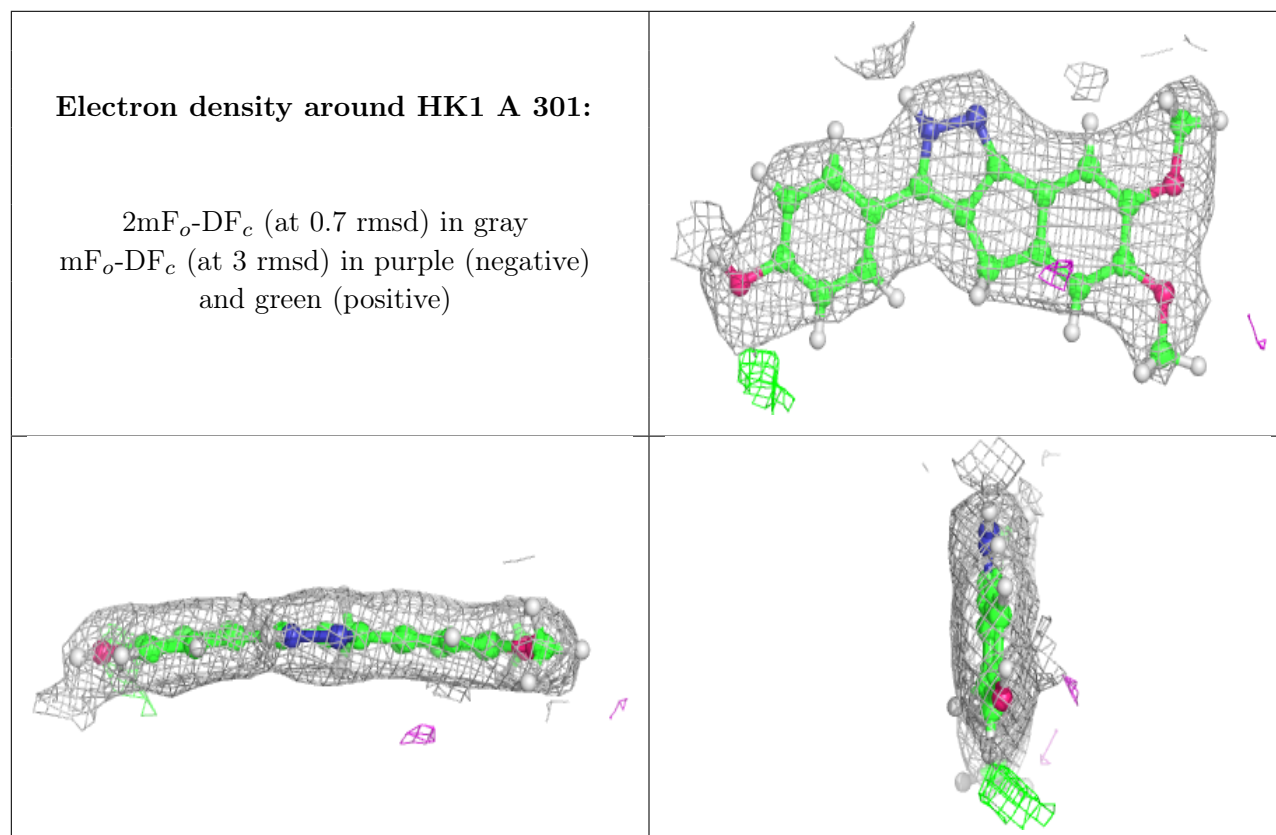 Electron density around HK1 A 301:
2mFo-DFc (at 0.7 rmsd) in gray
mFo-DFc (at 3 rmsd) in purple (negative)
and green (positive)